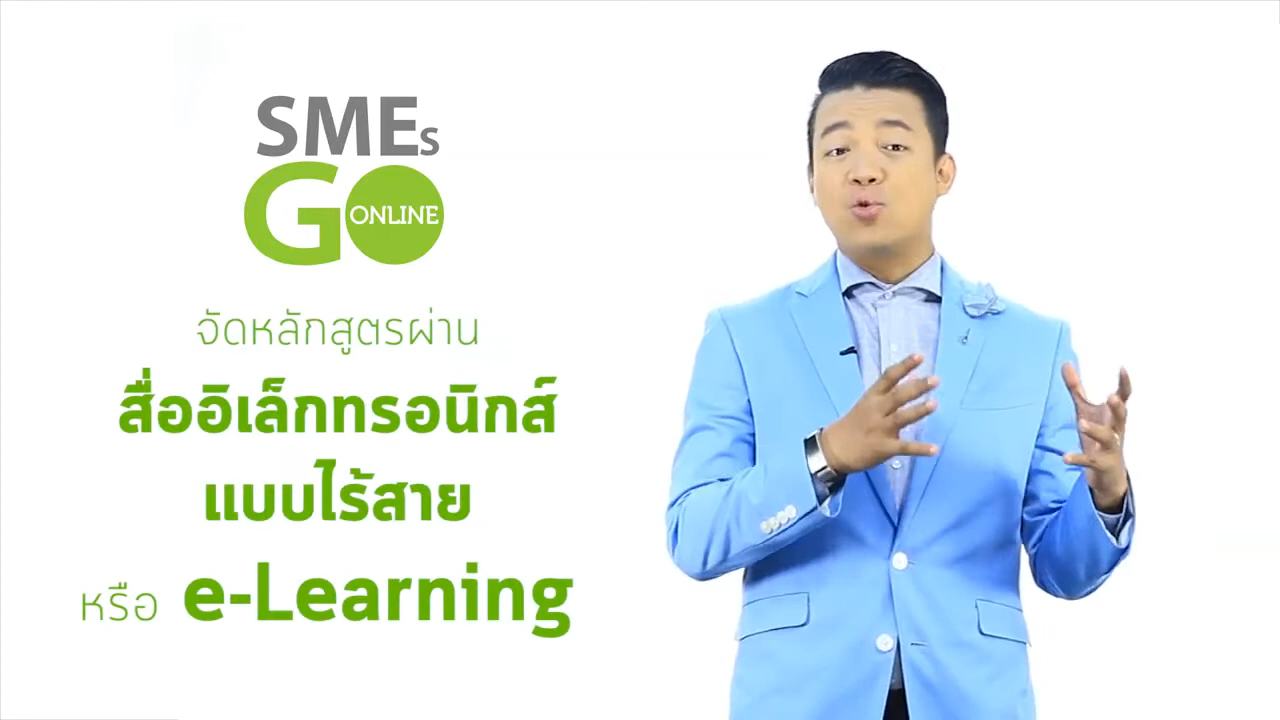 SMEs
GO ONLINE
จัดหลักสูตรผ่าน
สื่ออิเล็กทรอนิกส์
แบบไร้สาย
หรือ e-Learning